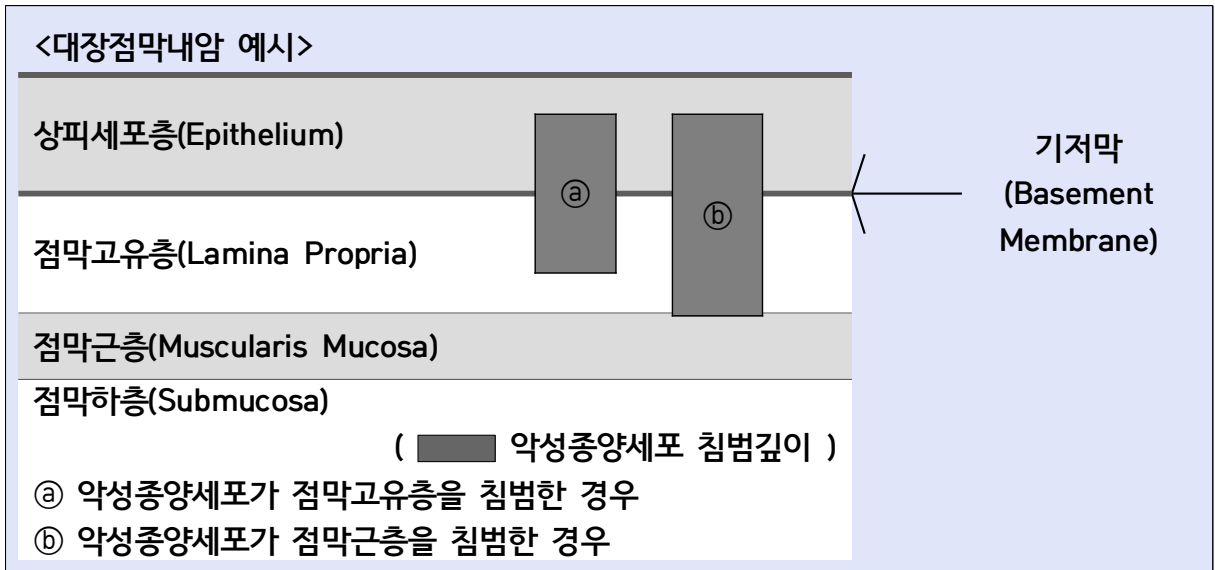 <대장점막내암 예시>
상피세포층(Epithelium)
기저막
(Basement
Membrane)
ⓐ
ⓑ
점막고유층(Lamina Propria)
점막근층(Muscularis Mucosa)
점막하층(Submucosa)
( 악성종양세포 침범깊이 )
ⓐ 악성종양세포가 점막고유층을 침범한 경우
ⓑ 악성종양세포가 점막근층을 침범한 경우